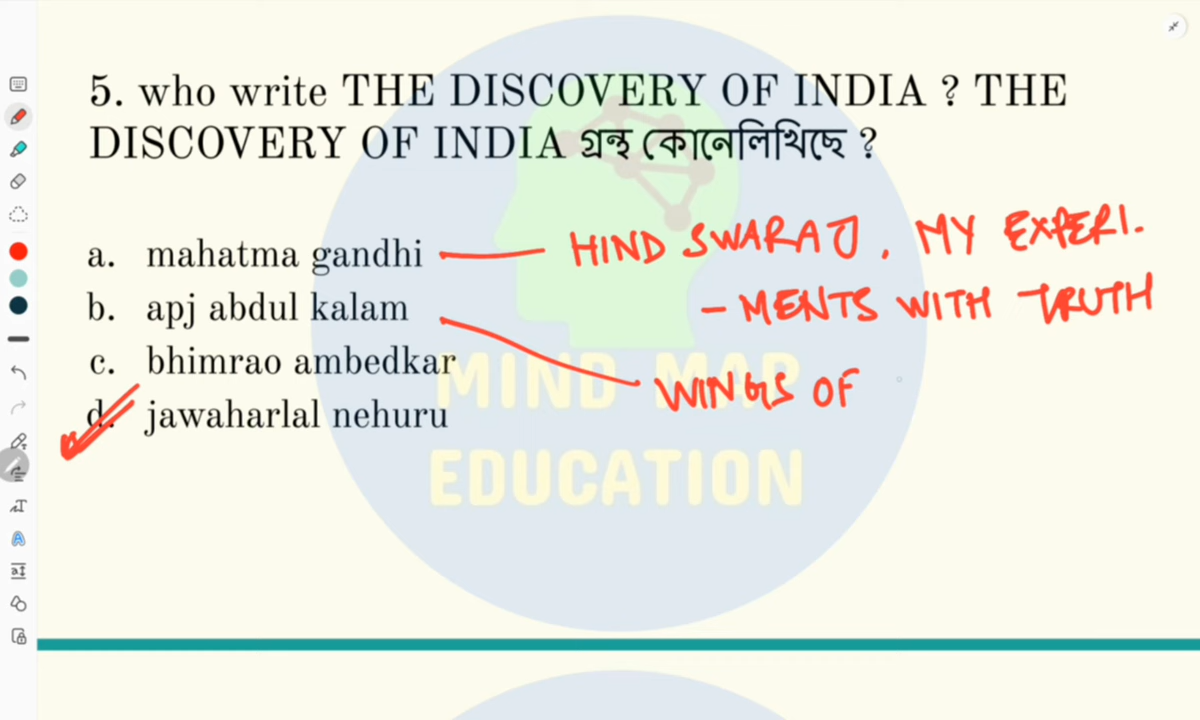 5. who write THE DISCOVERY OF INDIA ? THE
DISCOVERY OF INDIA গ্ৰন্থ কোনেলিখিছে ?
a. mahatma gandhi
HIND SWARAJ, MY EXPERI.
b. apj abdul kalam
- MENTS WITH TRUTH
c. bhimrao ambedkar
WINGS OF
d. jawaharlal nehuru
MIND MAP
EDUCATION